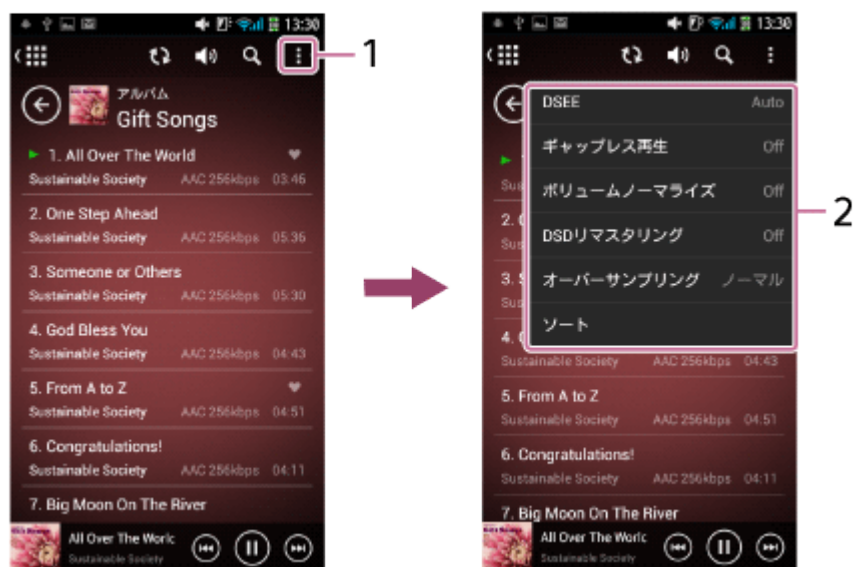 13:30
1
アルバム
Gift Songs
1. All Over The World
Sustainable Society AAC 256kbps 03:46
2. One Step Ahead
Sustainable Society AAC 256kbps 05:36
3. Someone or Others
Sustainable Society AAC 256kbps 05:30
4. God Bless You
Sustainable Society AAC 256kbps 04:43
5. From A to Z
Sustainable Society AAC 256kbps 04:51
6. Congratulations!
Sustainable Society AAC 256kbps 04:11
7. Big Moon On The River
All Over The Worlc
Sustainable Society
13:30
DSEE Auto
ギャップレス再生 Off
ボリュームノーマライズ Off
DSDリマスタリング Off
オーバーサンプリング ノーマル
ソート
2
2.
Sus
3.
Sus
4.
Sustainable Society AAC 256kbps 04:43
5. From A to Z
Sustainable Society AAC 256kbps 04:51
6. Congratulations!
Sustainable Society AAC 256kbps 04:11
7. Big Moon On The River
All Over The Worlc
Sustainable Society